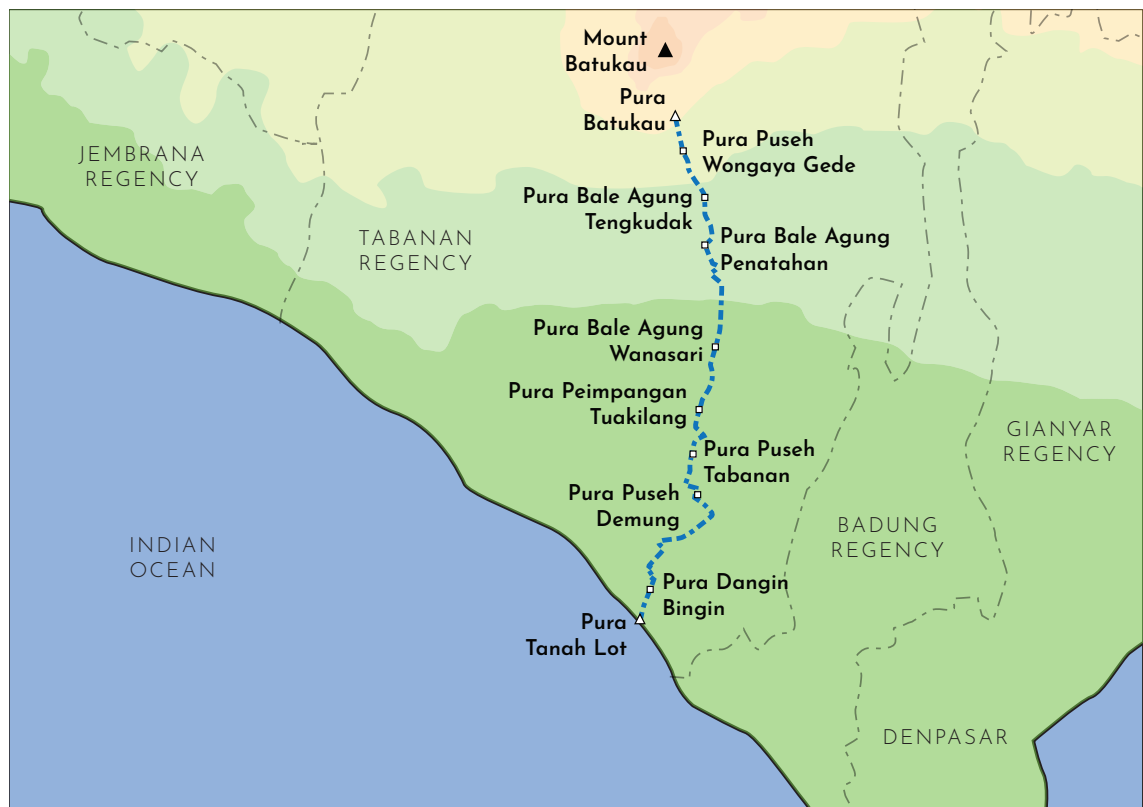 Mount
Batukau
Pura
Batukau
Pura Puseh
Wongaya Gede
JEMBRANA
REGENCY
Pura Bale Agung
Tengkudak
TABANAN
REGENCY
Pura Bale Agung
Penatahan
Pura Bale Agung
Wanasari
Pura Peimpangan
Tuakilang
GIANYAR
REGENCY
Pura Puseh
Tabanan
Pura Puseh
Demung
BADUNG
REGENCY
INDIAN
OCEAN
Pura Dangin
Bingin
Pura
Tanah Lot
DENPASAR